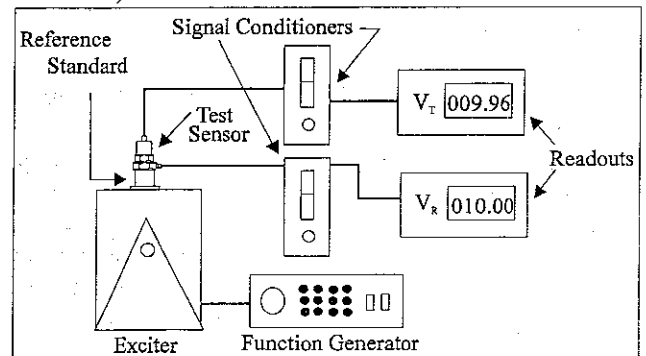 Signal Conditioners
Reference
Standard
Test
Sensor
V_T 009.96
Readouts
V_R 010.00
Exciter
Function Generator